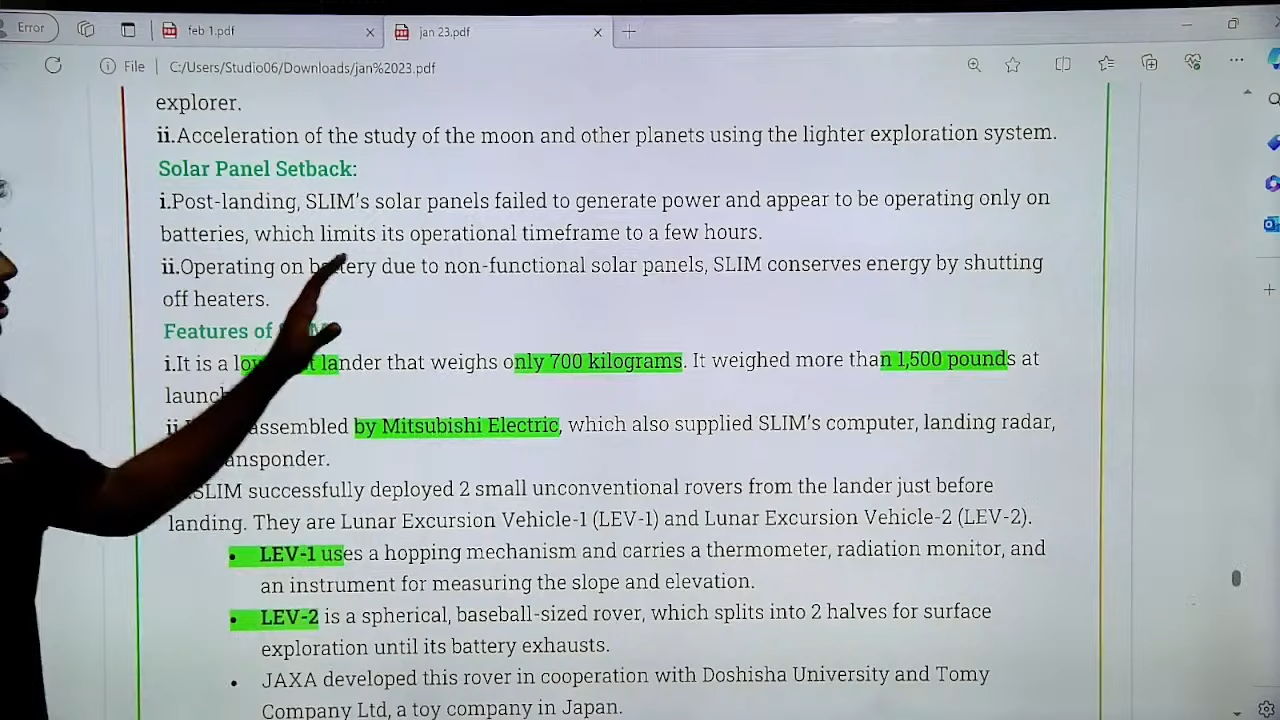 Error
feb 1.pdf
jan 23.pdf
File
C:/Users/Studio06/Downloads/jan%2023.pdf
explorer.
ii.Acceleration of the study of the moon and other planets using the lighter exploration system.
Solar Panel Setback:
i.Post-landing, SLIM's solar panels failed to generate power and appear to be operating only on
batteries, which limits its operational timeframe to a few hours.
ii.Operating on battery due to non-functional solar panels, SLIM conserves energy by shutting
off heaters.
Features of
i.It is a lander that weighs only 700 kilograms. It weighed more than 1,500 pounds at
assembled by Mitsubishi Electric, which also supplied SLIM's computer, landing radar,
SLIM successfully deployed 2 small unconventional rovers from the lander just before
landing. They are Lunar Excursion Vehicle-1 (LEV-1) and Lunar Excursion Vehicle-2 (LEV-2).
• LEV-1 uses a hopping mechanism and carries a thermometer, radiation monitor, and
an instrument for measuring the slope and elevation.
• LEV-2 is a spherical, baseball-sized rover, which splits into 2 halves for surface
exploration until its battery exhausts.
• JAXA developed this rover in cooperation with Doshisha University and Tomy
Company Ltd, a toy company in Japan.